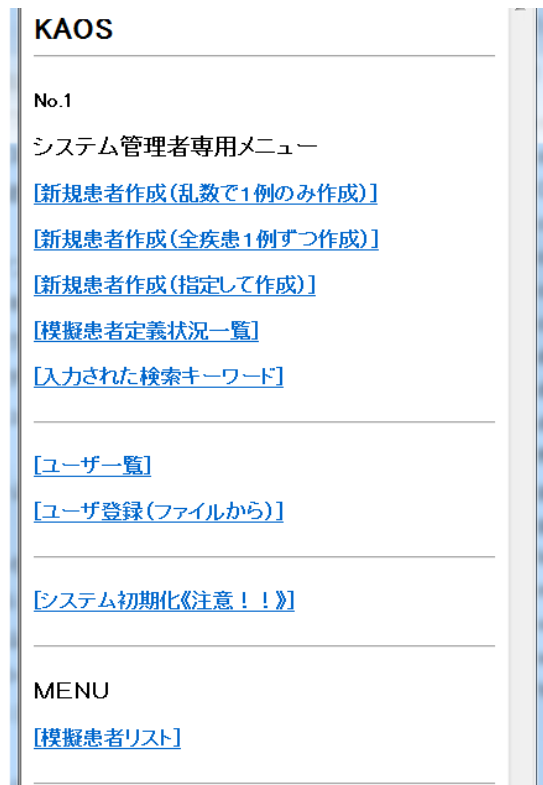 KAOS
No.1
システム管理者専用メニュー
[新規患者作成(乱数で1例のみ作成)]
[新規患者作成(全疾患1例ずつ作成)]
[新規患者作成(指定して作成)]
[模擬患者定義状況一覧]
[入力された検索キーワード]
[ユーザ一覧]
[ユーザ登録(ファイルから)]
[システム初期化《注意！！》]
MENU
[模擬患者リスト]